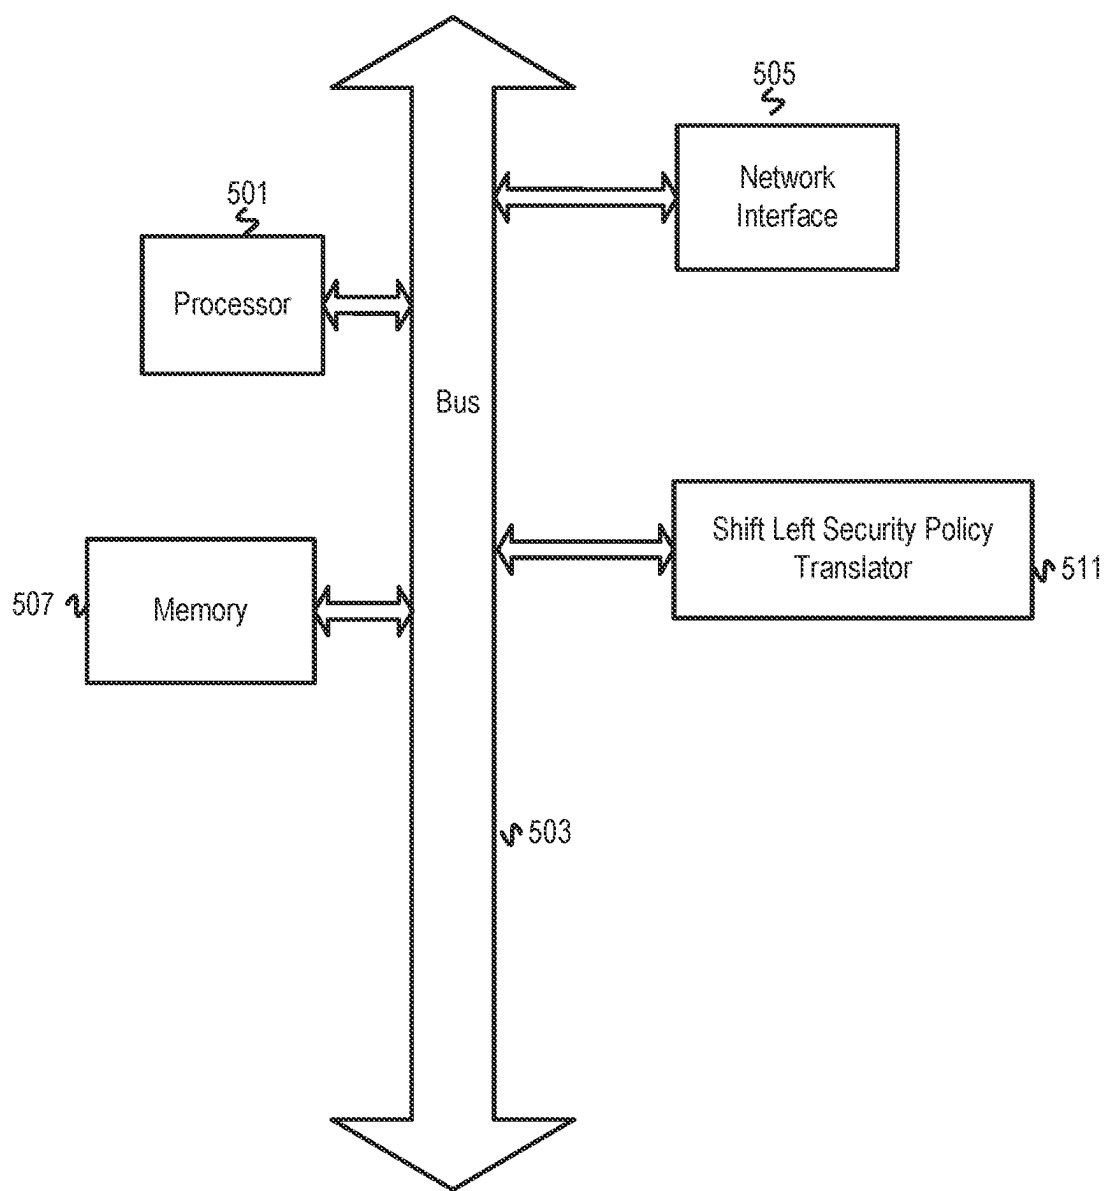 505
Network
Interface
501
Processor
Bus
Shift Left Security Policy
Translator
511
507
Memory
503